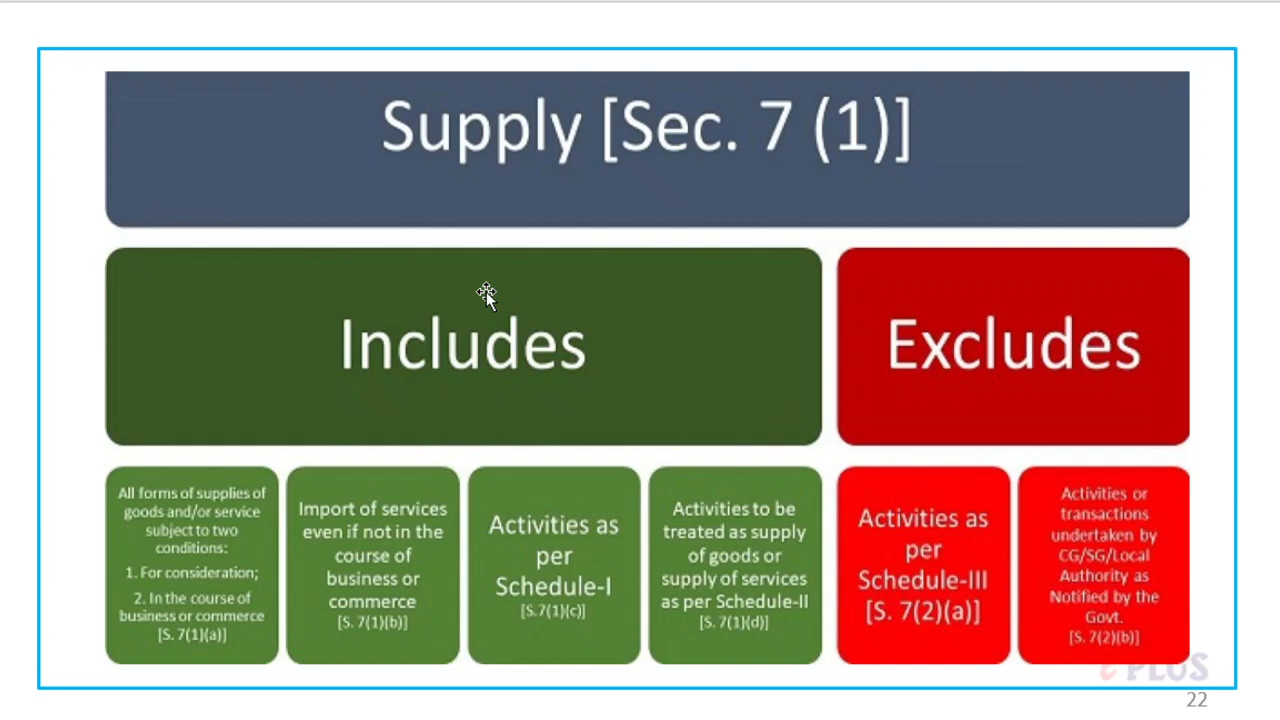 Supply [Sec. 7 (1)]
Includes
Excludes
All forms of supplies of
goods and/or service
subject to two
conditions:
1. For consideration;
2. In the course of
business or commerce
[S. 7(1)(a)]
Import of services
even if not in the
course of
business or
commerce
[S. 7(1)(b)]
Activities as
per
Schedule-I
[S.7(1)(c)]
Activities to be
treated as supply
of goods or
supply of services
as per Schedule-II
[S. 7(1)(d)]
Activities as
per
Schedule-III
[S. 7(2)(a)]
Activities or
transactions
undertaken by
CG/SG/Local
Authority as
Notified by the
Govt.
[S. 7(2)(b)]
e PLUS
22